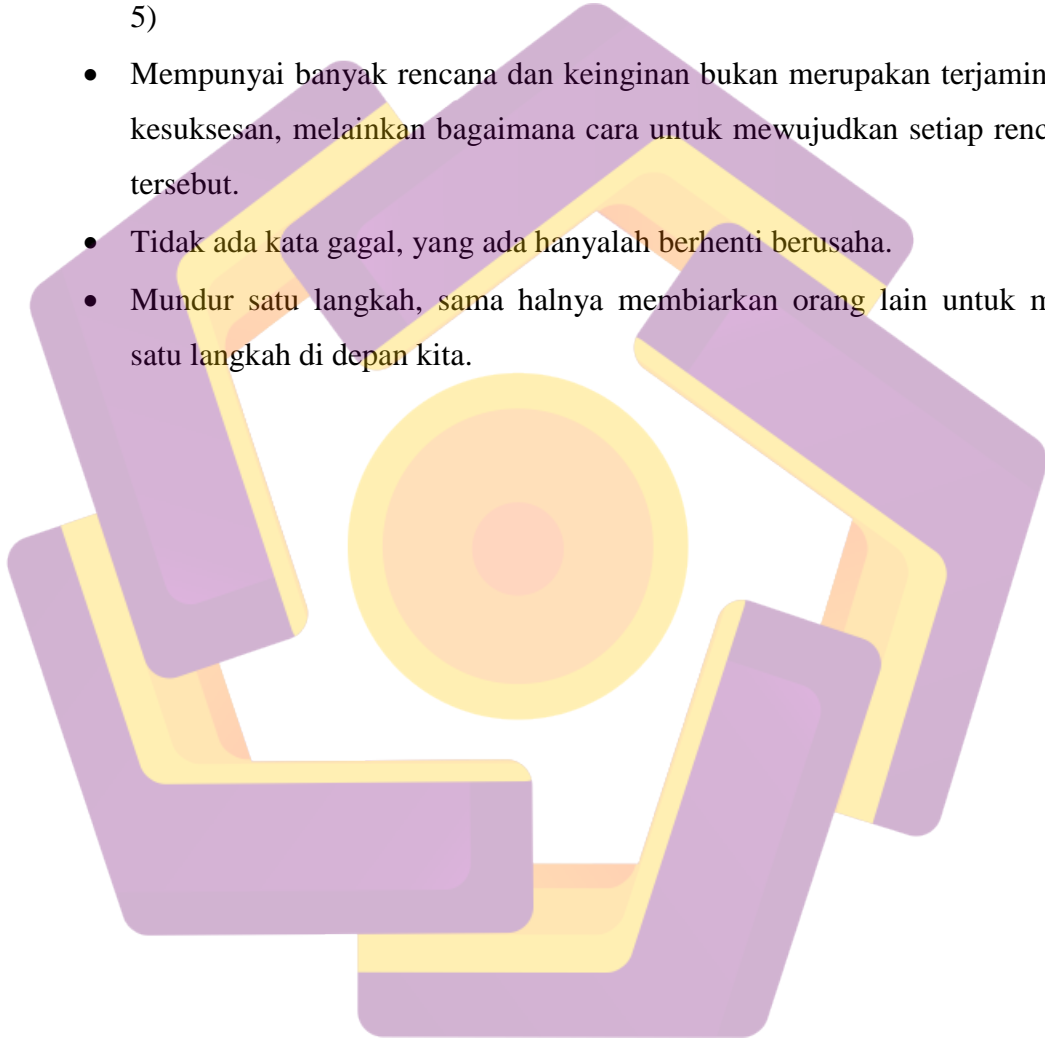 5)
• Mempunyai banyak rencana dan keinginan bukan merupakan terjamin
kesuksesan, melainkan bagaimana cara untuk mewujudkan setiap renc
tersebut.
• Tidak ada kata gagal, yang ada hanyalah berhenti berusaha.
• Mundur satu langkah, sama halnya membiarkan orang lain untuk m
satu langkah di depan kita.